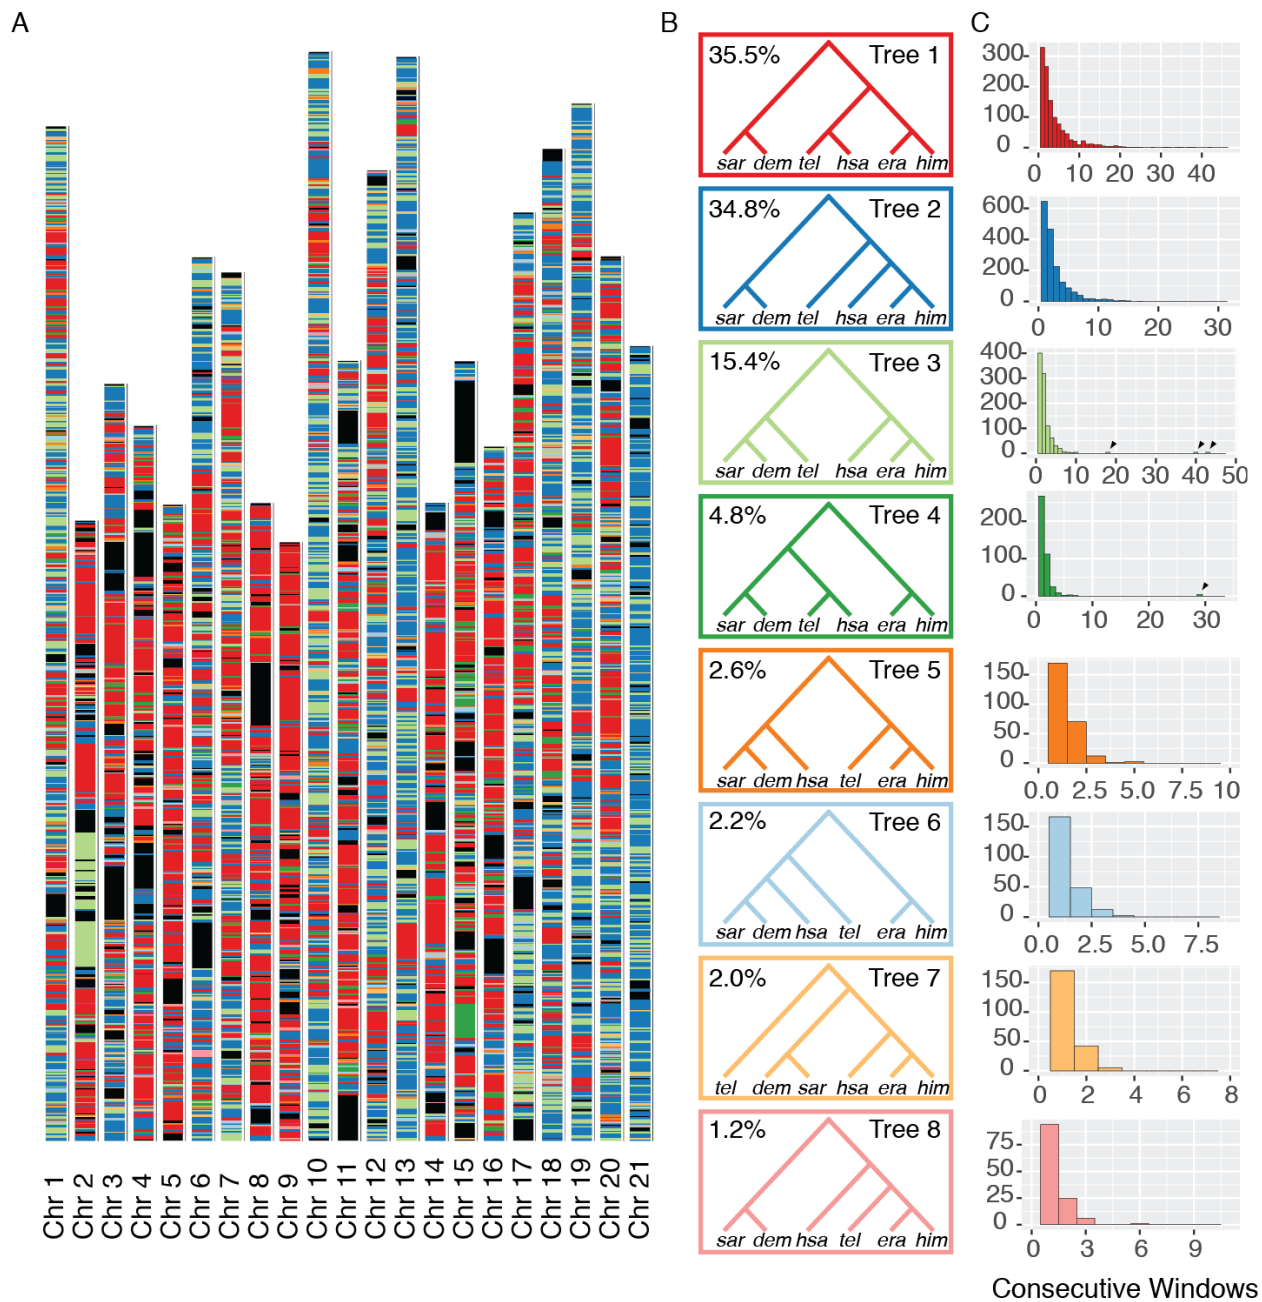 A
B
C
Chr 1
Chr 2
Chr 3
Chr 4
Chr 5
Chr 6
Chr 7
Chr 8
Chr 9
Chr 10
Chr 11
Chr 12
Chr 13
Chr 14
Chr 15
Chr 16
Chr 17
Chr 18
Chr 19
Chr 20
Chr 21
35.5% Tree 1
sar dem tel hsa era him
300
200
100
0
0 10 20 30 40
34.8% Tree 2
sar dem tel hsa era him
600
400
200
0
0 10 20 30
15.4% Tree 3
sar dem tel hsa era him
400
300
200
100
0
0 10 20 30 40 50
4.8% Tree 4
sar dem tel hsa era him
200
100
0
0 10 20 30
2.6% Tree 5
sar dem hsa tel era him
150
100
50
0
0.0 2.5 5.0 7.5 10
2.2% Tree 6
sar dem hsa tel era him
150
100
50
0
0.0 2.5 5.0 7.5
2.0% Tree 7
tel dem sar hsa era him
150
100
50
0
0 2 4 6 8
1.2% Tree 8
sar dem hsa tel era him
75
50
25
0
0 3 6 9
Consecutive Windows